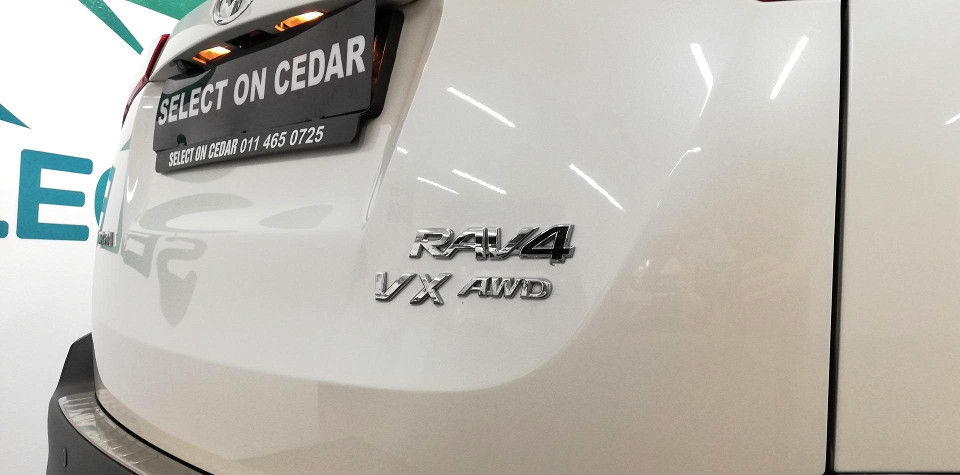 SELECT ON CEDAR
SELECT ON CEDAR 011 465 0725
RAV4
VX AWD